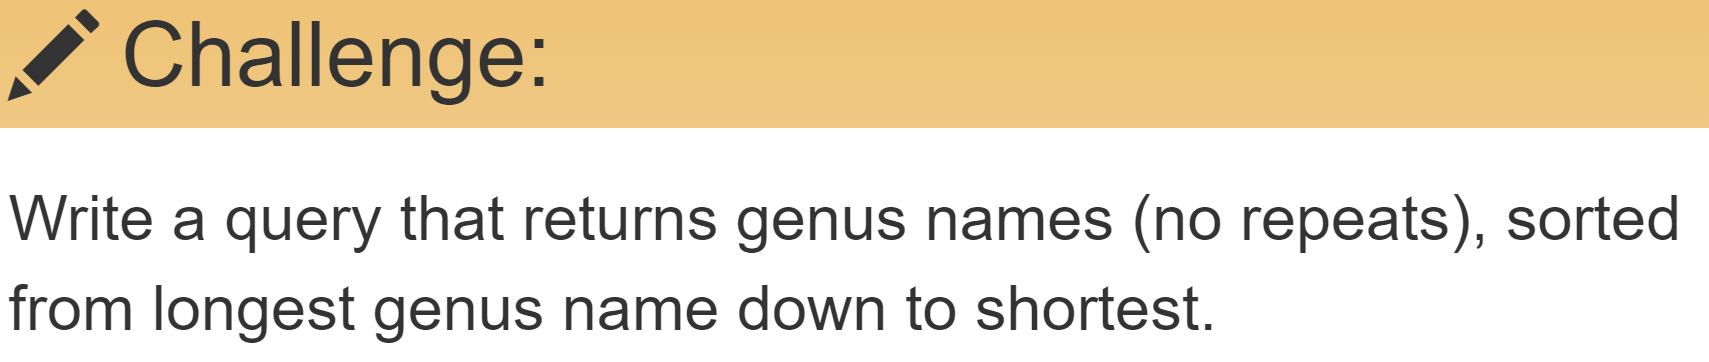 Challenge:
Write a query that returns genus names (no repeats), sorted
from longest genus name down to shortest.